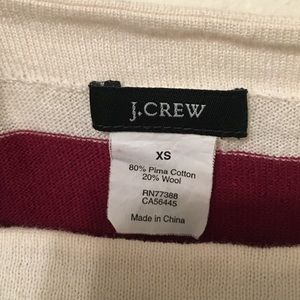 J.CREW
XS
80% Pima Cotton
20% Wool
RN77388
CA56445
Made in China